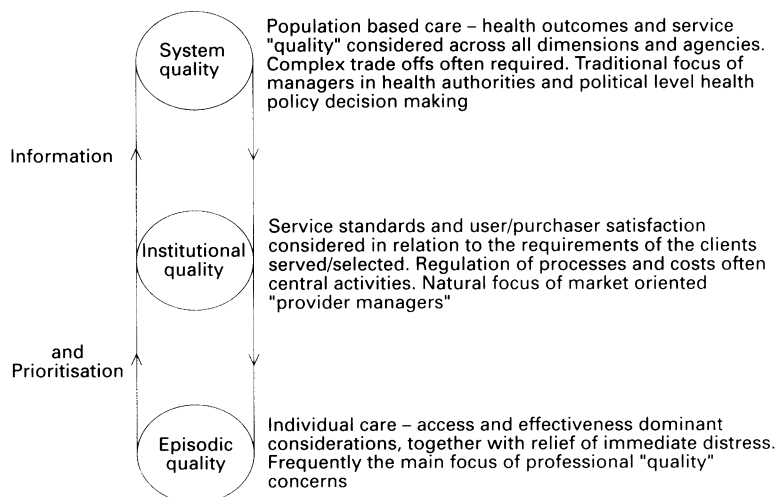 System
quality
Population based care – health outcomes and service
"quality" considered across all dimensions and agencies.
Complex trade offs often required. Traditional focus of
managers in health authorities and political level health
policy decision making
Information
Institutional
quality
Service standards and user/purchaser satisfaction
considered in relation to the requirements of the clients
served/selected. Regulation of processes and costs often
central activities. Natural focus of market oriented
"provider managers"
and
Prioritisation
Episodic
quality
Individual care – access and effectiveness dominant
considerations, together with relief of immediate distress.
Frequently the main focus of professional "quality"
concerns